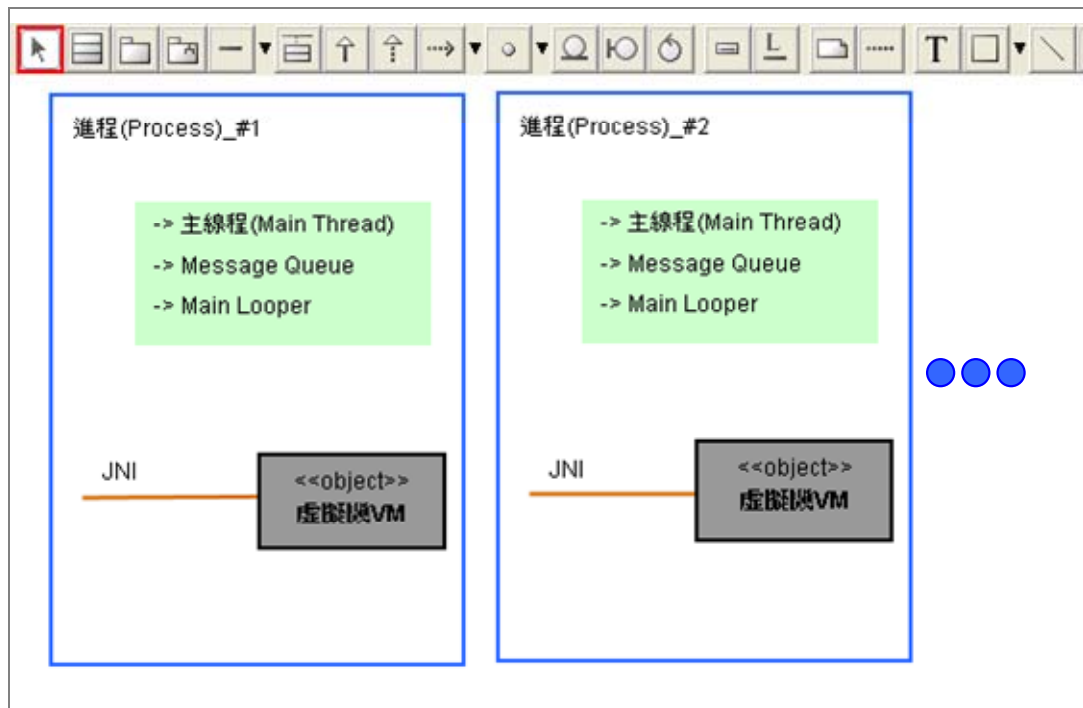 T
進程(Process)_#1
-> 主線程(Main Thread)
-> Message Queue
-> Main Looper
JNI
<<object>>
虛擬機VM
進程(Process)_#2
-> 主線程(Main Thread)
-> Message Queue
-> Main Looper
JNI
<<object>>
虛擬機VM